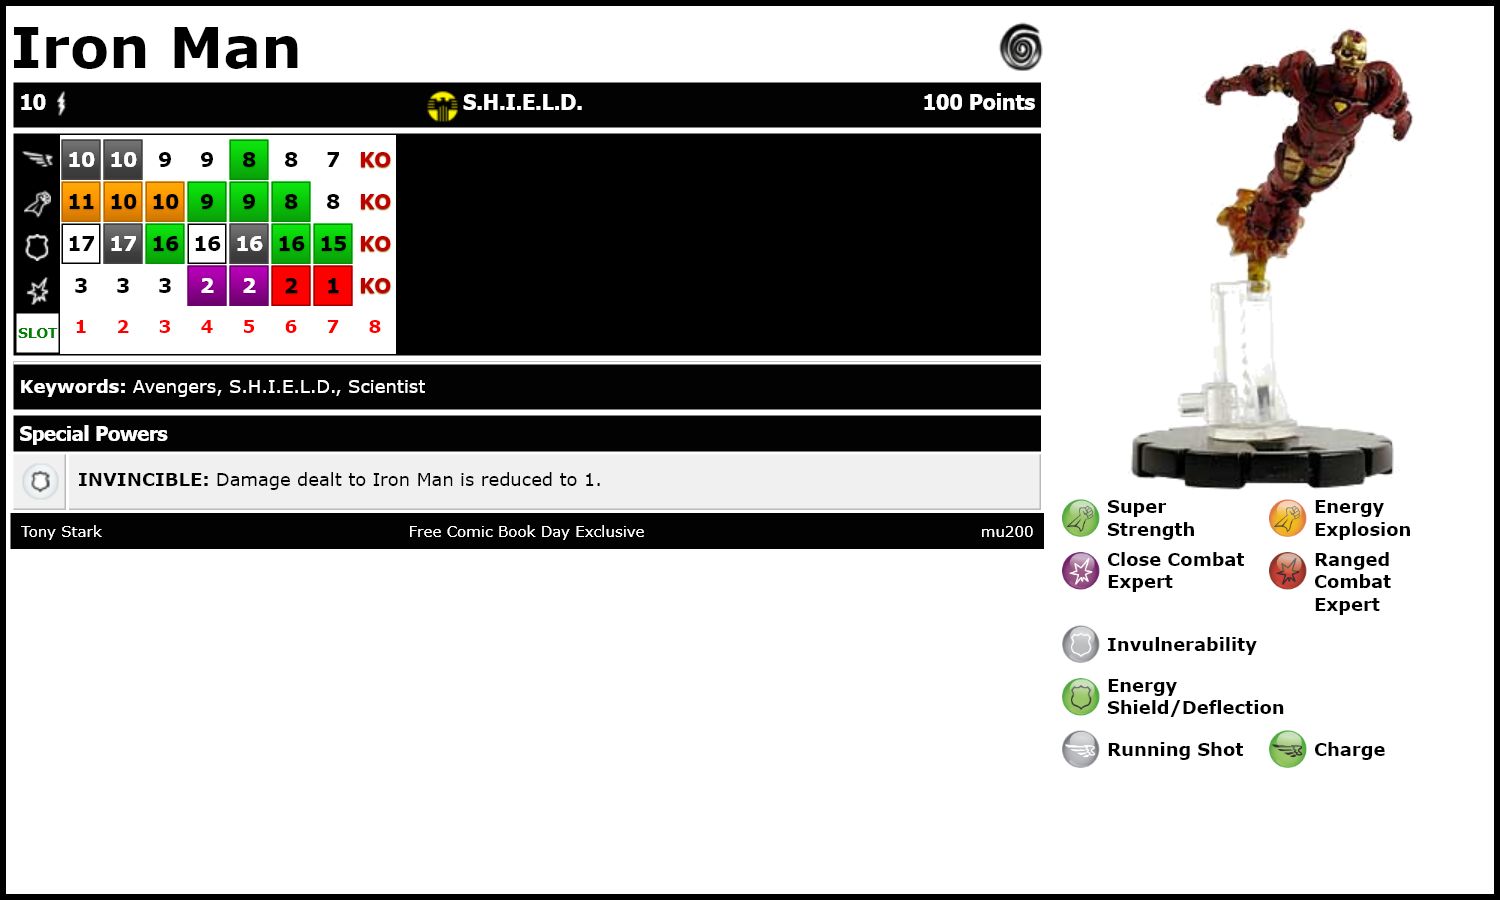 Iron Man
10 S.H.I.E.L.D. 100 Points
10 10 9 9 8 8 7 KO
11 10 10 9 9 8 8 KO
17 17 16 16 16 16 15 KO
3 3 3 2 2 2 1 KO
SLOT 1 2 3 4 5 6 7 8
Keywords: Avengers, S.H.I.E.L.D., Scientist
Special Powers
INVINCIBLE: Damage dealt to Iron Man is reduced to 1.
Tony Stark Free Comic Book Day Exclusive mu200
Super
Strength
Energy
Explosion
Close Combat
Expert
Ranged
Combat
Expert
Invulnerability
Energy
Shield/Deflection
Running Shot
Charge